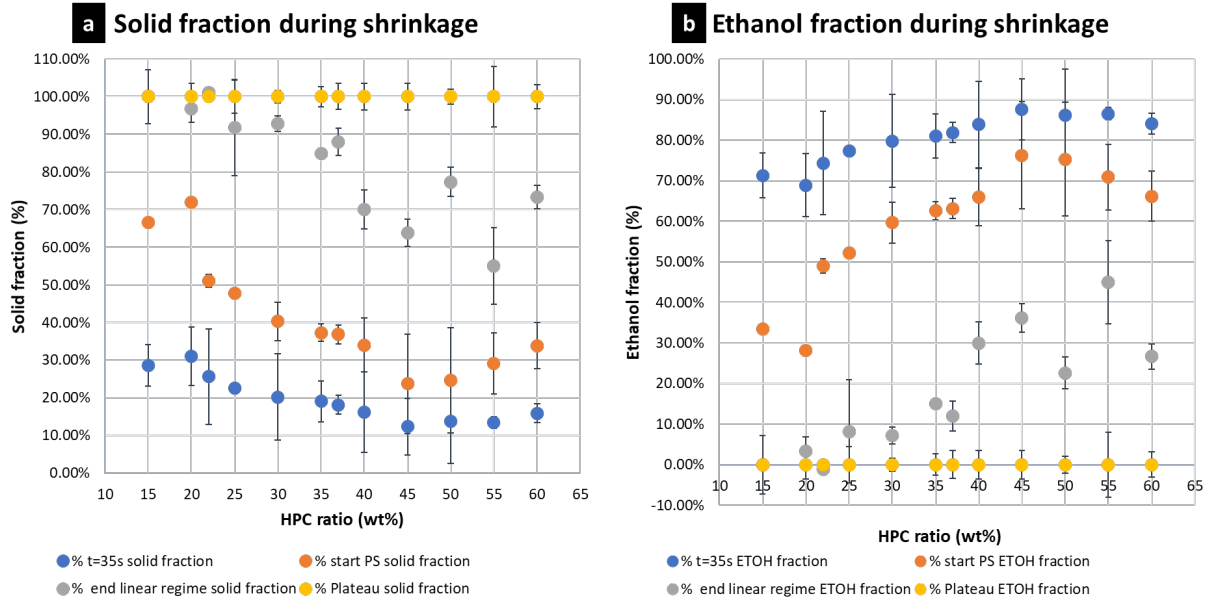 a Solid fraction during shrinkage
110.00%
100.00%
90.00%
80.00%
70.00%
60.00%
50.00%
40.00%
30.00%
20.00%
10.00%
0.00%
Solid fraction (%)
10 15 20 25 30 35 40 45 50 55 60 65
HPC ratio (wt%)
% t=35s solid fraction % start PS solid fraction
% end linear regime solid fraction % Plateau solid fraction
b Ethanol fraction during shrinkage
100.00%
90.00%
80.00%
70.00%
60.00%
50.00%
40.00%
30.00%
20.00%
10.00%
0.00%
-10.00%
Ethanol fraction (%)
10 15 20 25 30 35 40 45 50 55 60 65
HPC ratio (wt%)
% t=35s ETOH fraction % start PS ETOH fraction
% end linear regime ETOH fraction % Plateau ETOH fraction